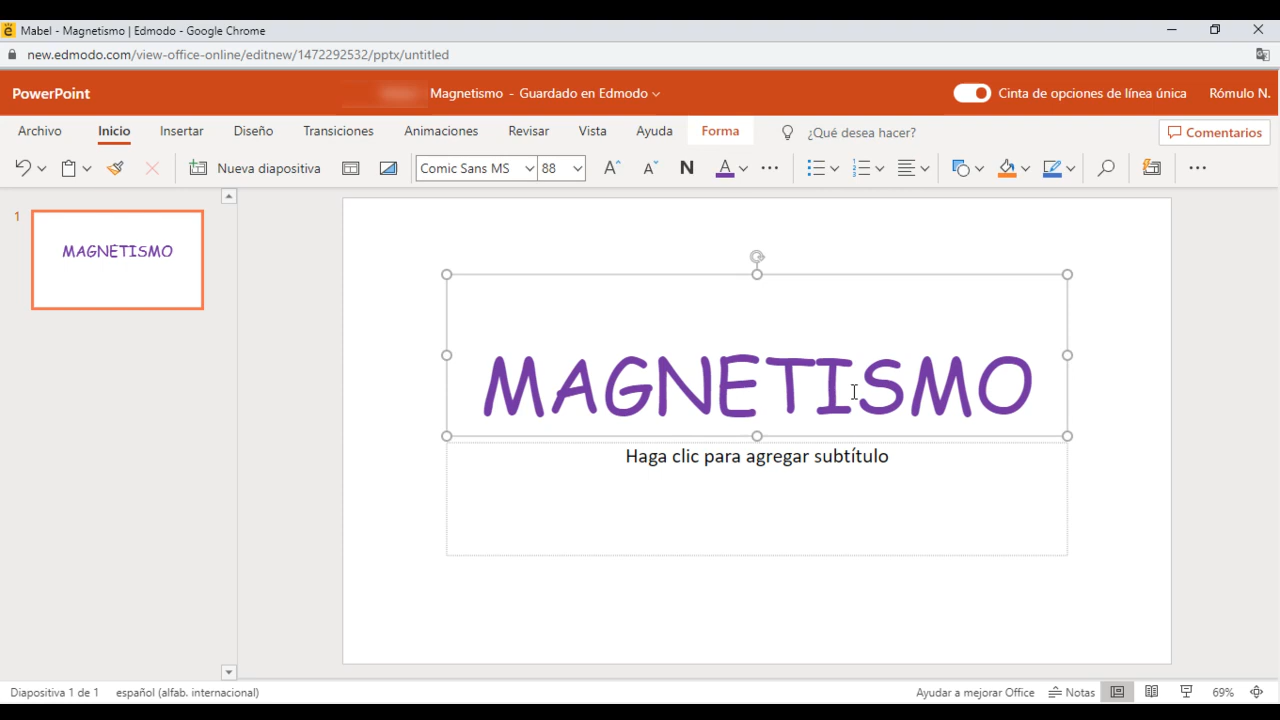 Mabel - Magnetismo | Edmodo - Google Chrome
new.edmodo.com/view-office-online/editnew/1472292532/pptx/untitled
PowerPoint
Magnetismo - Guardado en Edmodo
Cinta de opciones de línea única
Rómulo N.
Archivo
Inicio
Insertar
Diseño
Transiciones
Animaciones
Revisar
Vista
Ayuda
Forma
¿Qué desea hacer?
Comentarios
Nueva diapositiva
Comic Sans MS
88
A
A
N
A
1
MAGNETISMO
MAGNETISMO
Haga clic para agregar subtítulo
Diapositiva 1 de 1
español (alfab. internacional)
Ayudar a mejorar Office
Notas
69%